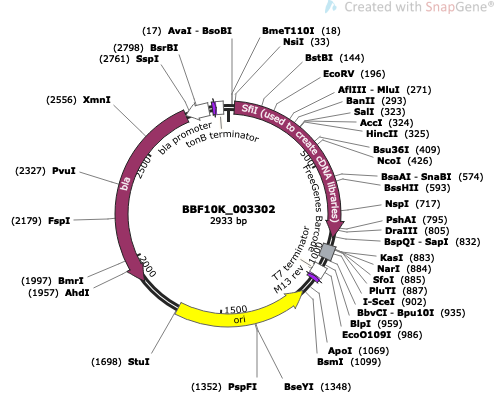 Created with SnapGene®
(17) AvaI - BsoBI
(2798) BsrBI
(2761) SspI
(2556) XmnI
(2327) PvuI
(2179) FspI
(1997) BmrI
(1957) AhdI
(1698) StuI
(1352) PspFI
BseYI (1348)
BmeT110I (18)
NsiI (33)
BstBI (144)
EcoRV (196)
AflIII - MluI (271)
BanII (293)
SalI (323)
AccI (324)
HincII (325)
Bsu36I (409)
NcoI (426)
BsaAI - SnaBI (574)
BssHII (593)
NspI (717)
PshAI (795)
DraIII (805)
BspQI - SapI (832)
KasI (883)
NarI (884)
SfoI (885)
PluTI (887)
I-SceI (902)
BbvCI - Bpu10I (935)
BlpI (959)
EcoO109I (986)
ApoI (1069)
BsmI (1099)
SfiI (used to create cDNA libraries)
bla promoter
tonB terminator
bla
ori
T7 terminator
M13 rev
500
1000
1500
2000
2500
BBF10K_003302
2933 bp